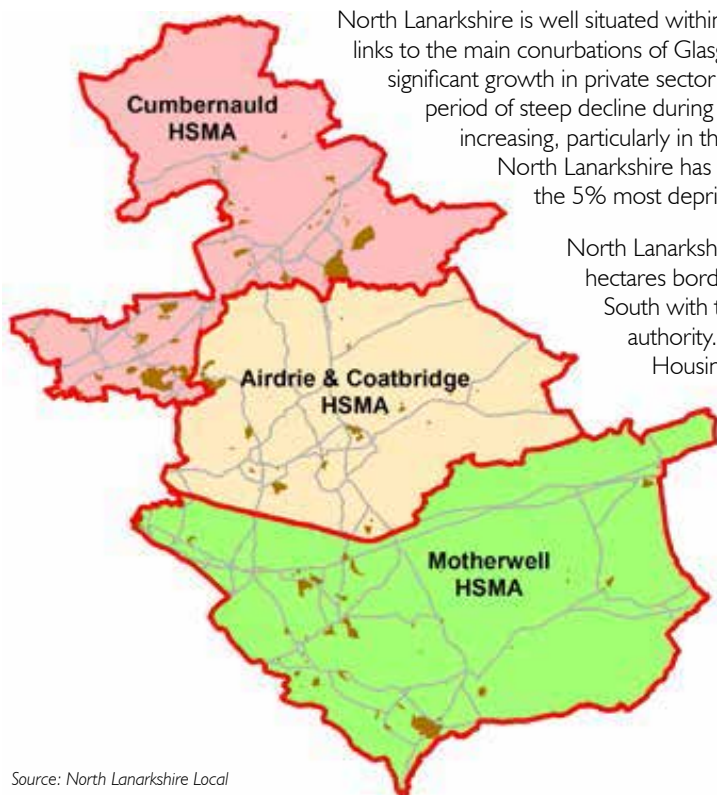 North Lanarkshire is well situated within
links to the main conurbations of Glasg
significant growth in private sector
period of steep decline during
increasing, particularly in th
North Lanarkshire has
the 5% most depri
North Lanarksh
hectares bord
South with t
authority.
Housin
Cumbernauld
HSMA
Airdrie & Coatbridge
HSMA
Motherwell
HSMA
Source: North Lanarkshire Local